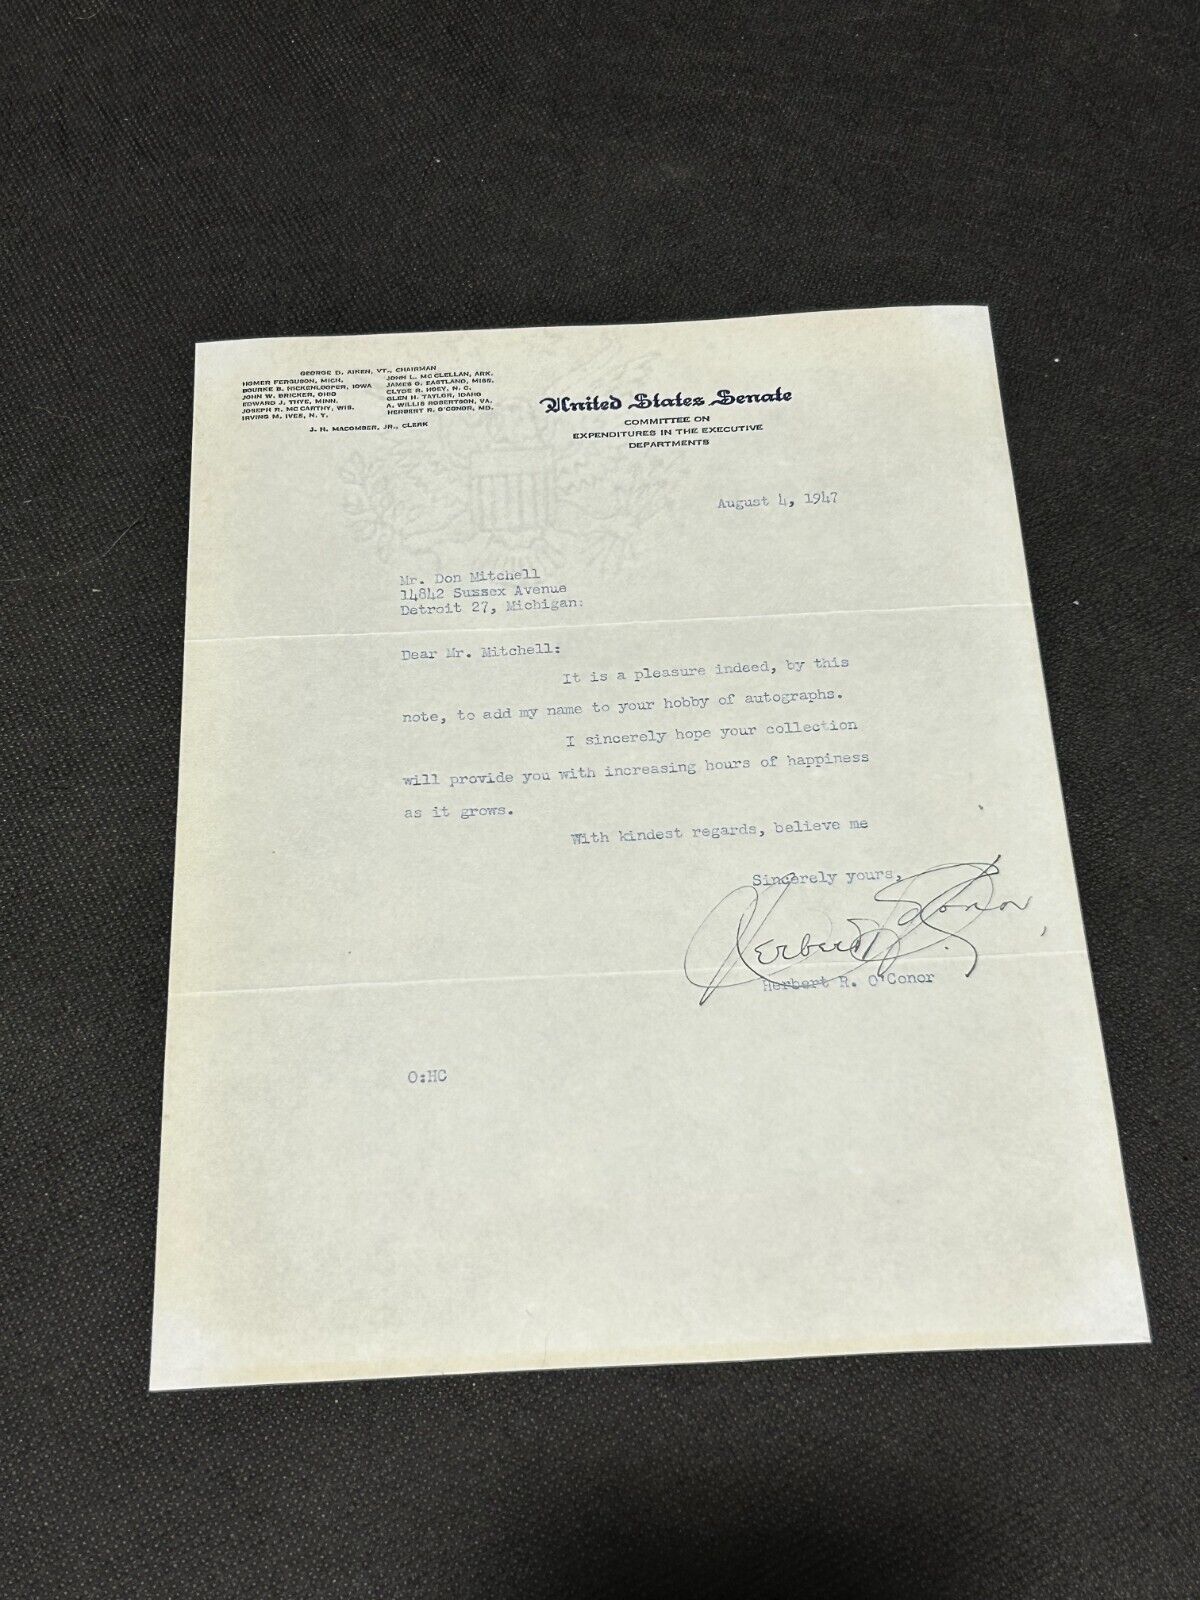 GEORGE D. AIKEN, VT., CHAIRMAN
HOMER FERGUSON, MICH.
BOURKE B. HICKENLOOPER, IOWA
JOHN W. BRICKER, OHIO
EDWARD J. THYE, MINN.
JOSEPH R. MC CARTHY, WIS.
IRVING M. IVES, N. Y.
JOHN L. MC CLELLAN, ARK.
JAMES O. EASTLAND, MISS.
CLYDE R. HOEY, N. C.
GLEN H. TAYLOR, IDAHO
A. WILLIS ROBERTSON, VA.
HERBERT R. O'CONOR, MD.
J. H. MACOMBER, JR., CLERK
United States Senate
COMMITTEE ON
EXPENDITURES IN THE EXECUTIVE
DEPARTMENTS
August 4, 1947
Mr. Don Mitchell
14842 Sussex Avenue
Detroit 27, Michigan:
Dear Mr. Mitchell:
It is a pleasure indeed, by this
note, to add my name to your hobby of autographs.
I sincerely hope your collection
will provide you with increasing hours of happiness
as it grows.
With kindest regards, believe me
Sincerely yours,
Herbert R. O'Conor
Herbert R. O'Conor
O:HC